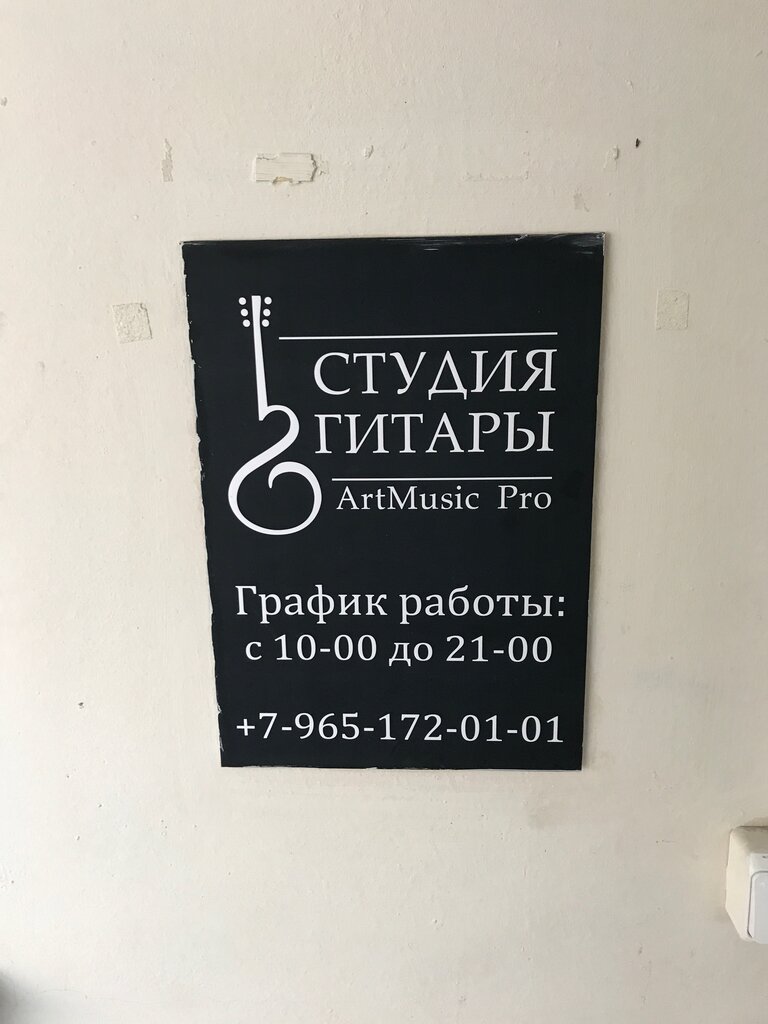 СТУДИЯ
ГИТАРЫ
ArtMusic Pro
График работы:
с 10-00 до 21-00
+7-965-172-01-01